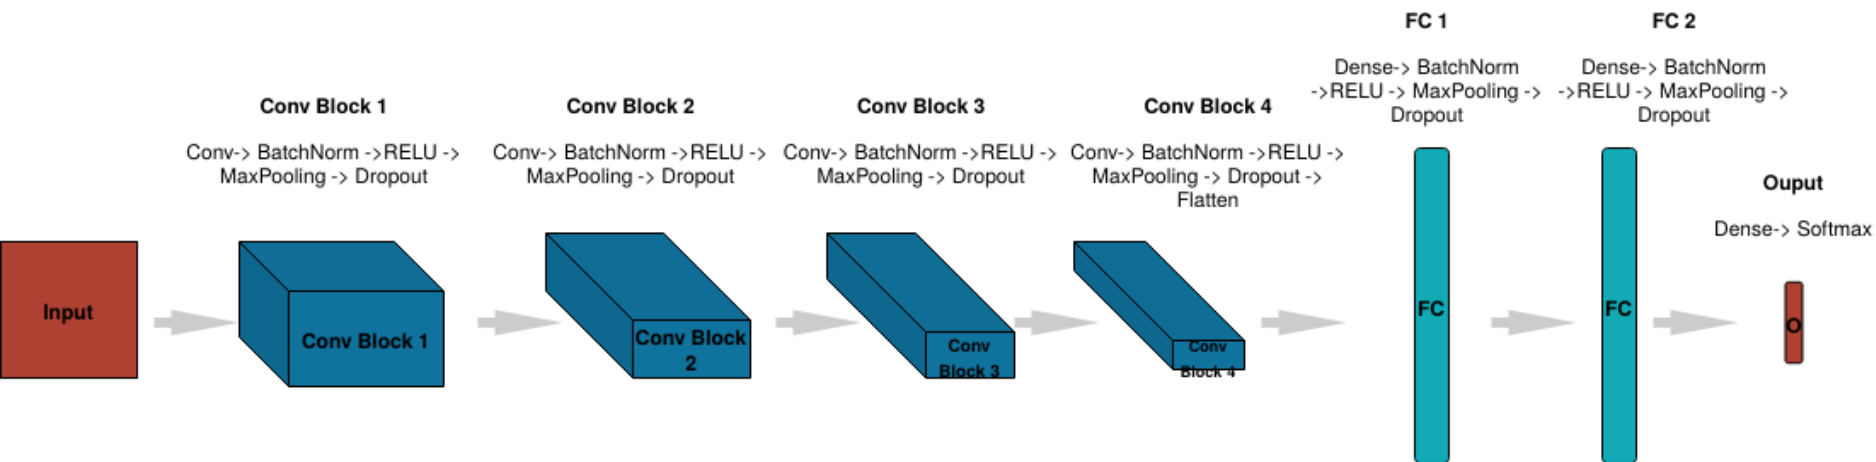 FC 1
Dense-> BatchNorm
->RELU -> MaxPooling ->
Dropout
FC 2
Dense-> BatchNorm
->RELU -> MaxPooling ->
Dropout
Conv Block 1
Conv-> BatchNorm ->RELU ->
MaxPooling -> Dropout
Conv Block 2
Conv-> BatchNorm ->RELU ->
MaxPooling -> Dropout
Conv Block 3
Conv-> BatchNorm ->RELU ->
MaxPooling -> Dropout
Conv Block 4
Conv-> BatchNorm ->RELU ->
MaxPooling -> Dropout ->
Flatten
Ouput
Dense-> Softmax
Input
Conv Block 1
Conv Block
2
Conv
Block 3
Conv
Block 4
FC
FC
O